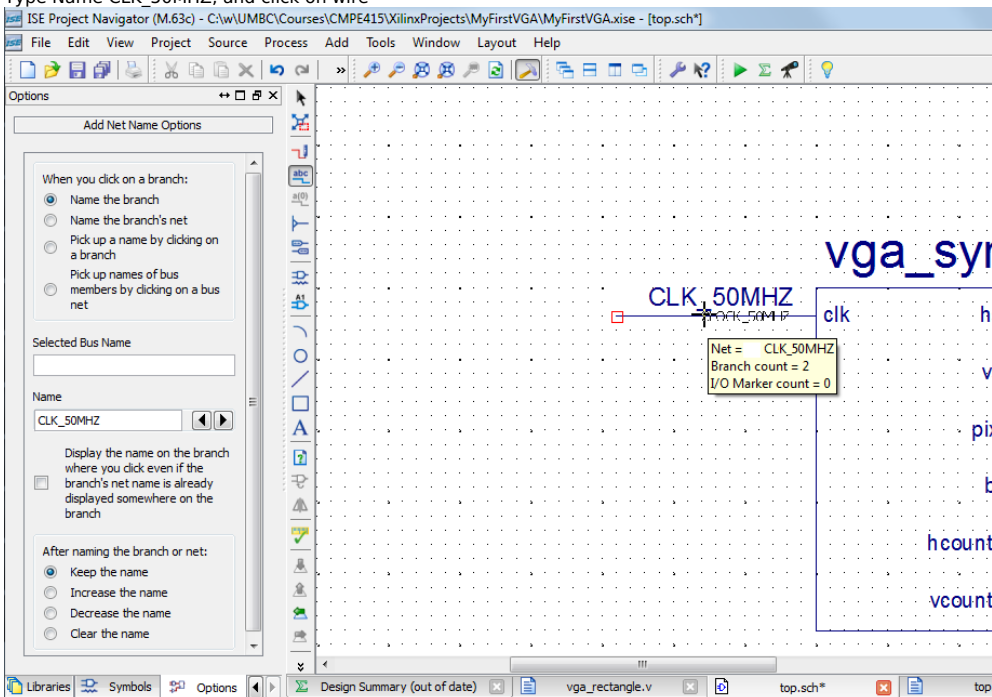 Type Name CLK_50MHZ, and click on wire
ISE Project Navigator (M.63c) - C:\w\UMBC\Courses\CMPE415\XilinxProjects\MyFirstVGA\MyFirstVGA.xise - [top.sch*]
File Edit View Project Source Process Add Tools Window Layout Help
Options
Add Net Name Options
When you click on a branch:
Name the branch
Name the branch's net
Pick up a name by clicking on
a branch
Pick up names of bus
members by clicking on a bus
net
Selected Bus Name
Name
CLK_50MHZ
Display the name on the branch
where you click even if the
branch's net name is already
displayed somewhere on the
branch
After naming the branch or net:
Keep the name
Increase the name
Decrease the name
Clear the name
abc
a(0)
A1
A
vga_syn
CLK_50MHZ
clk
h
CLK_50MHZ
Net = CLK_50MHZ
Branch count = 2
I/O Marker count = 0
v
pix
b
hcount
vcount
Libraries Symbols Options
Design Summary (out of date) vga_rectangle.v top.sch* top